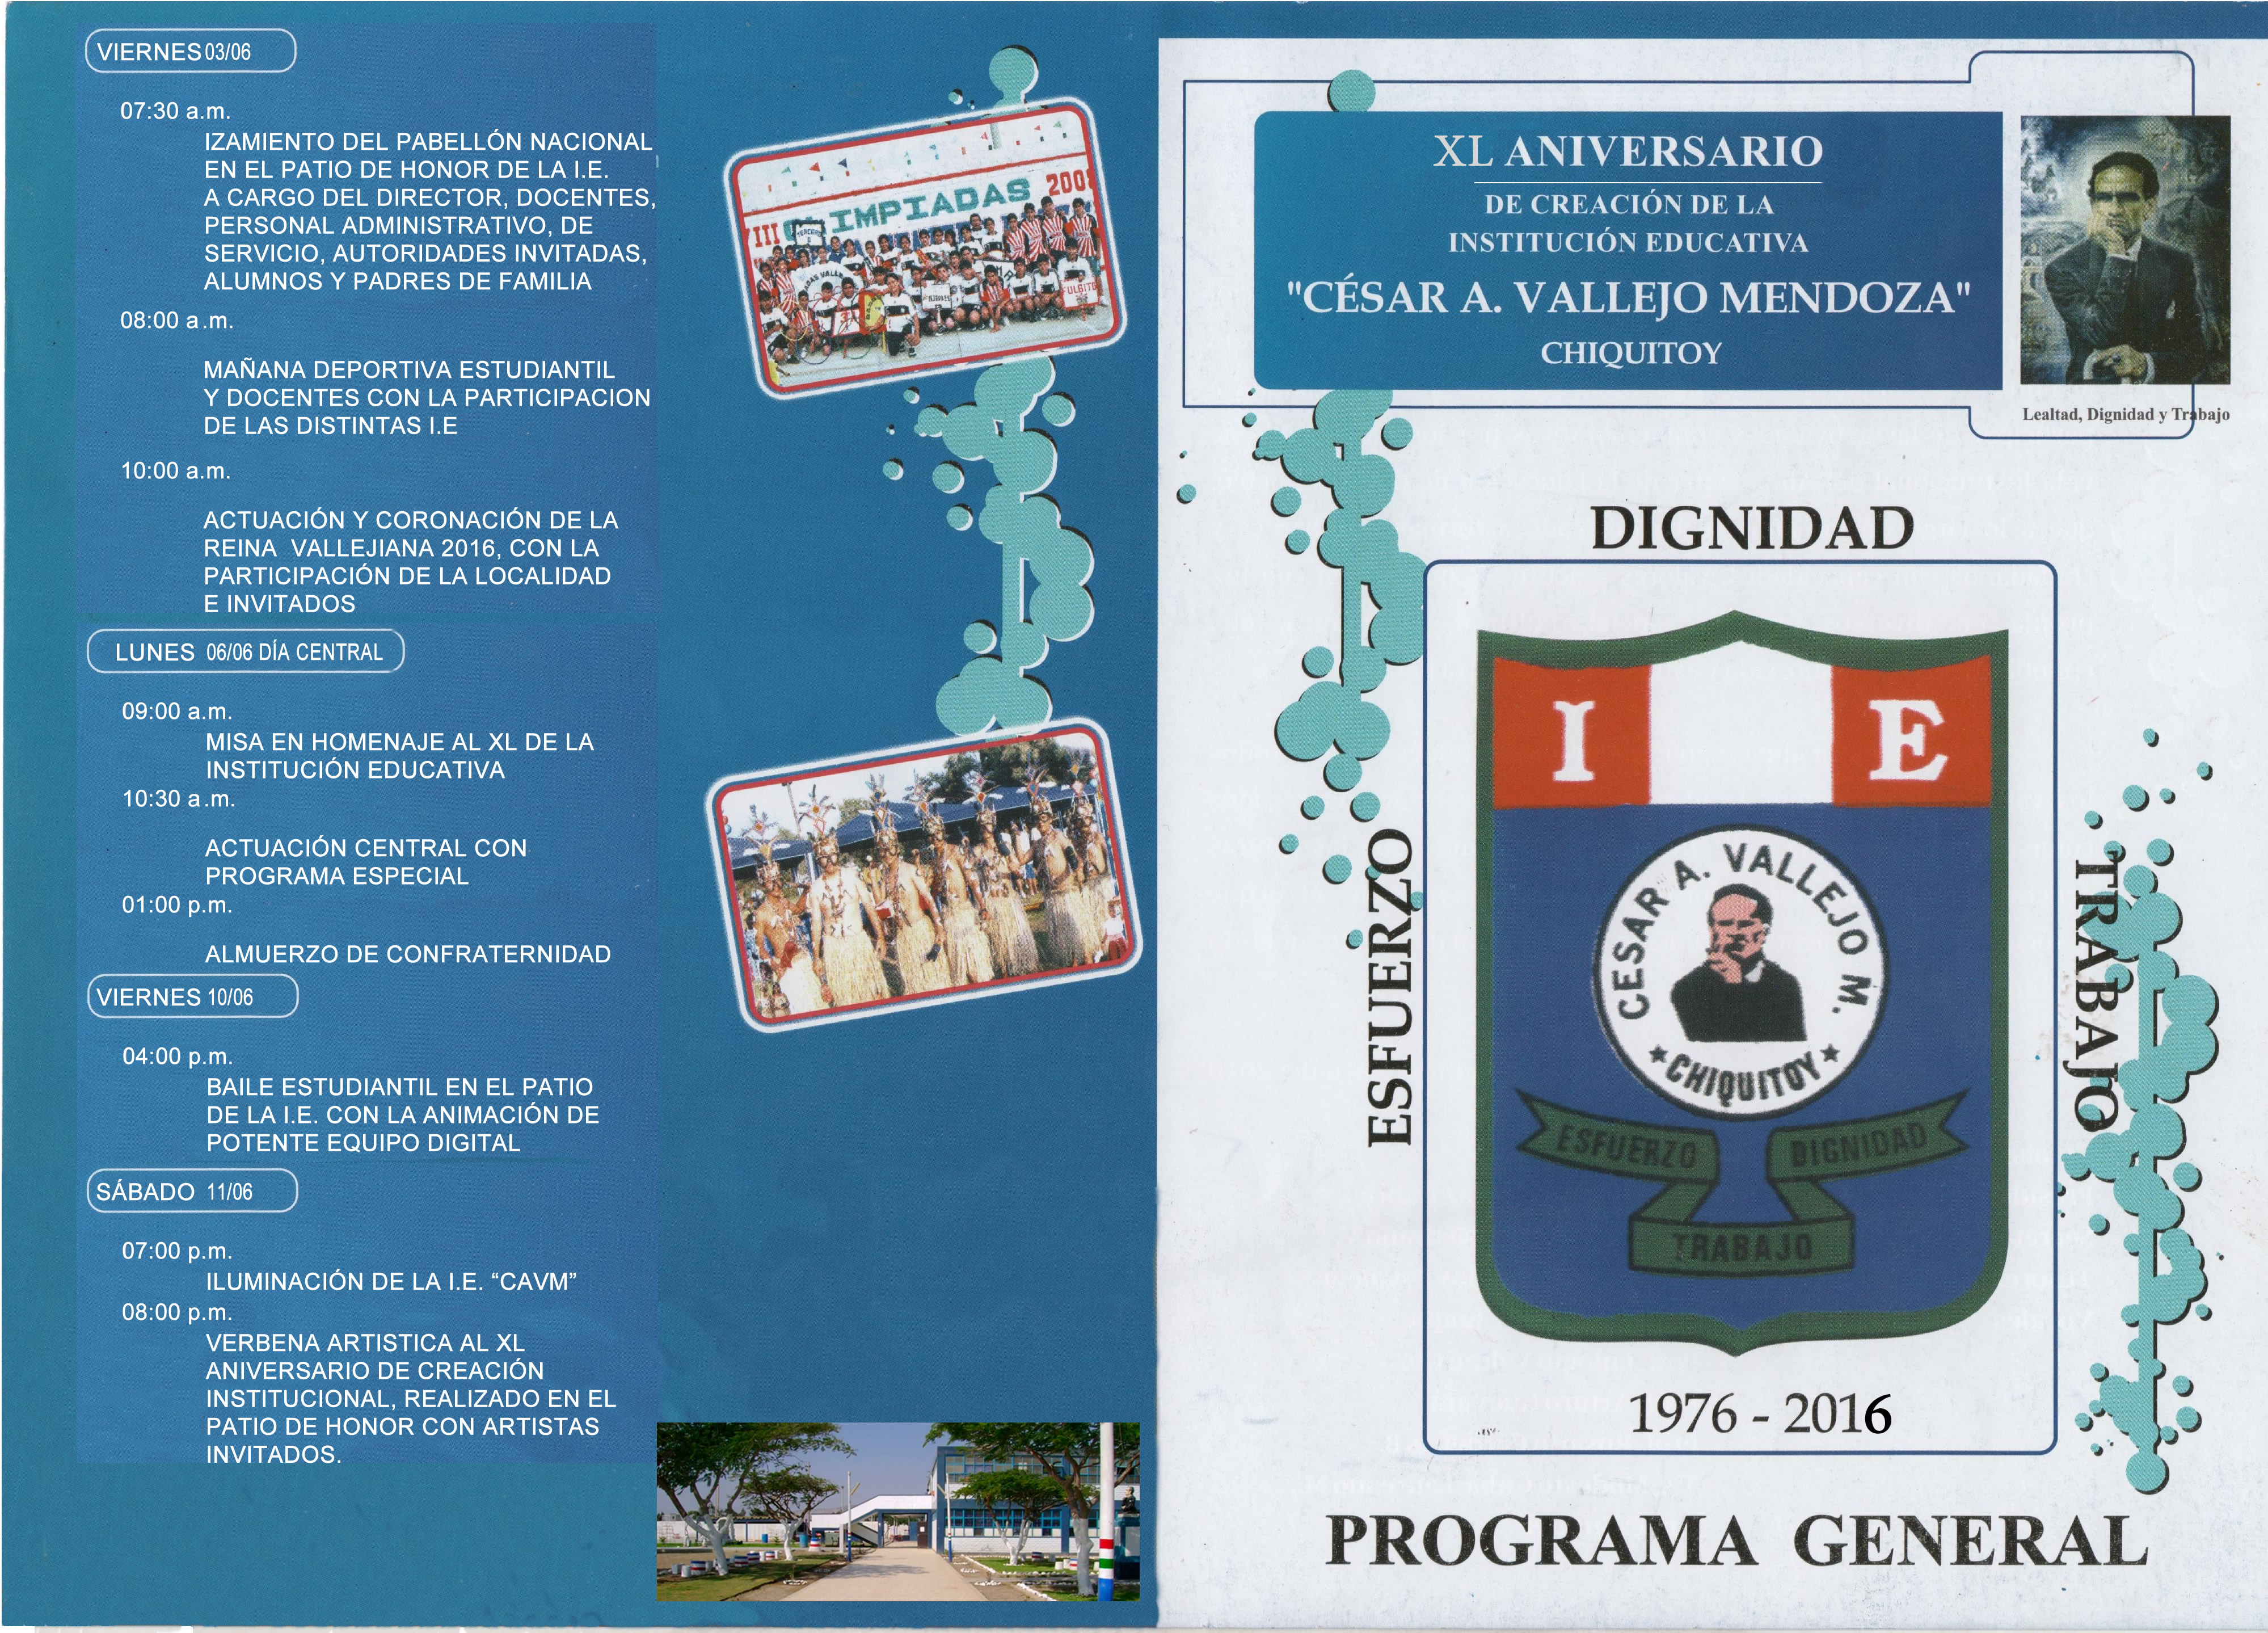 VIERNES 03/06
07:30 a.m.
IZAMIENTO DEL PABELLÓN NACIONAL
EN EL PATIO DE HONOR DE LA I.E.
A CARGO DEL DIRECTOR, DOCENTES,
PERSONAL ADMINISTRATIVO, DE
SERVICIO, AUTORIDADES INVITADAS,
ALUMNOS Y PADRES DE FAMILIA
08:00 a.m.
MAÑANA DEPORTIVA ESTUDIANTIL
Y DOCENTES CON LA PARTICIPACION
DE LAS DISTINTAS I.E
10:00 a.m.
ACTUACIÓN Y CORONACIÓN DE LA
REINA VALLEJIANA 2016, CON LA
PARTICIPACIÓN DE LA LOCALIDAD
E INVITADOS
LUNES 06/06 DÍA CENTRAL
09:00 a.m.
MISA EN HOMENAJE AL XL DE LA
INSTITUCIÓN EDUCATIVA
10:30 a.m.
ACTUACIÓN CENTRAL CON
PROGRAMA ESPECIAL
01:00 p.m.
ALMUERZO DE CONFRATERNIDAD
VIERNES 10/06
04:00 p.m.
BAILE ESTUDIANTIL EN EL PATIO
DE LA I.E. CON LA ANIMACIÓN DE
POTENTE EQUIPO DIGITAL
SÁBADO 11/06
07:00 p.m.
ILUMINACIÓN DE LA I.E. “CAVM”
08:00 p.m.
VERBENA ARTISTICA AL XL
ANIVERSARIO DE CREACIÓN
INSTITUCIONAL, REALIZADO EN EL
PATIO DE HONOR CON ARTISTAS
INVITADOS.
VIII OLIMPIADAS 2008
XL ANIVERSARIO
DE CREACIÓN DE LA
INSTITUCIÓN EDUCATIVA
"CÉSAR A. VALLEJO MENDOZA"
CHIQUITOY
Lealtad, Dignidad y Trabajo
DIGNIDAD
ESFUERZO
TRABAJO
I E
CESAR A. VALLEJO M.
CHIQUITOY
ESFUERZO
DIGNIDAD
TRABAJO
1976 - 2016
PROGRAMA GENERAL